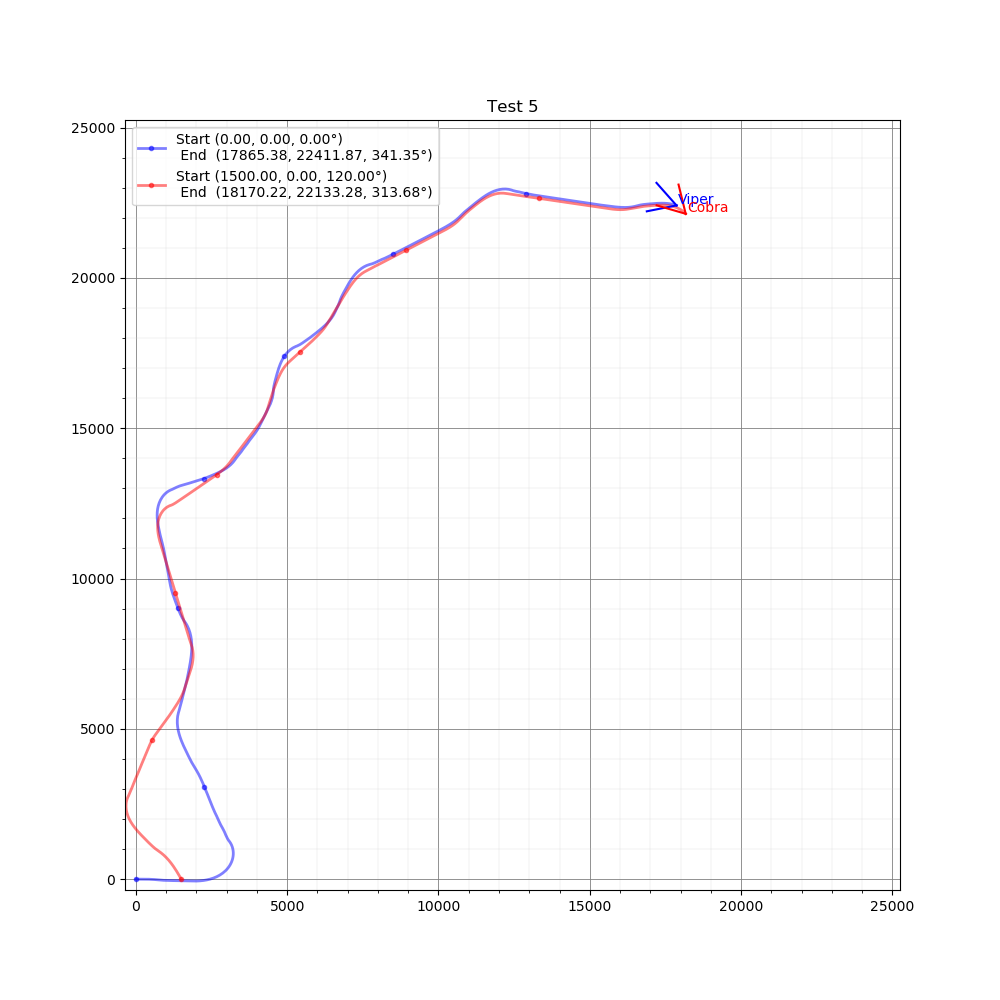 Test 5
25000
20000
15000
10000
5000
0
Start (0.00, 0.00, 0.00°)
End  (17865.38, 22411.87, 341.35°)
Start (1500.00, 0.00, 120.00°)
End  (18170.22, 22133.28, 313.68°)
Viper
Cobra
0 5000 10000 15000 20000 25000